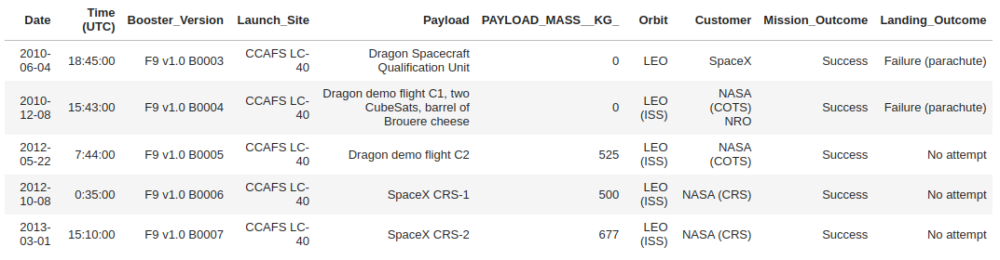 Date Time (UTC) Booster_Version Launch_Site Payload PAYLOAD_MASS__KG_ Orbit Customer Mission_Outcome Landing_Outcome
2010-06-04 18:45:00 F9 v1.0 B0003 CCAFS LC-40 Dragon Spacecraft Qualification Unit 0 LEO SpaceX Success Failure (parachute)
2010-12-08 15:43:00 F9 v1.0 B0004 CCAFS LC-40 Dragon demo flight C1, two CubeSats, barrel of Brouere cheese 0 LEO (ISS) NASA (COTS) NRO Success Failure (parachute)
2012-05-22 7:44:00 F9 v1.0 B0005 CCAFS LC-40 Dragon demo flight C2 525 LEO (ISS) NASA (COTS) Success No attempt
2012-10-08 0:35:00 F9 v1.0 B0006 CCAFS LC-40 SpaceX CRS-1 500 LEO (ISS) NASA (CRS) Success No attempt
2013-03-01 15:10:00 F9 v1.0 B0007 CCAFS LC-40 SpaceX CRS-2 677 LEO (ISS) NASA (CRS) Success No attempt